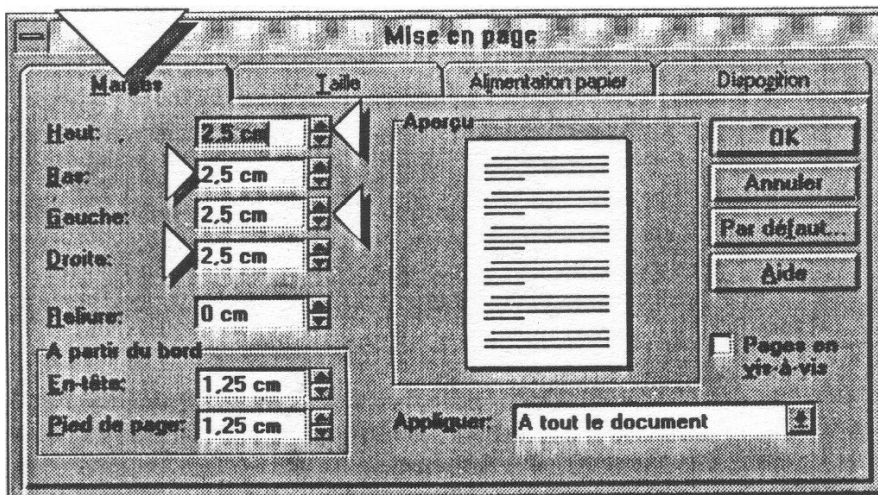 Mise en page
Marges Taille Alimentation papier Disposition
Haut: 2,5 cm
Bas: 2,5 cm
Gauche: 2,5 cm
Droite: 2,5 cm
Reliure: 0 cm
A partir du bord
En-tête: 1,25 cm
Pied de page: 1,25 cm
Aperçu
OK
Annuler
Par défaut...
Aide
Pages en
vis-à-vis
Appliquer: A tout le document